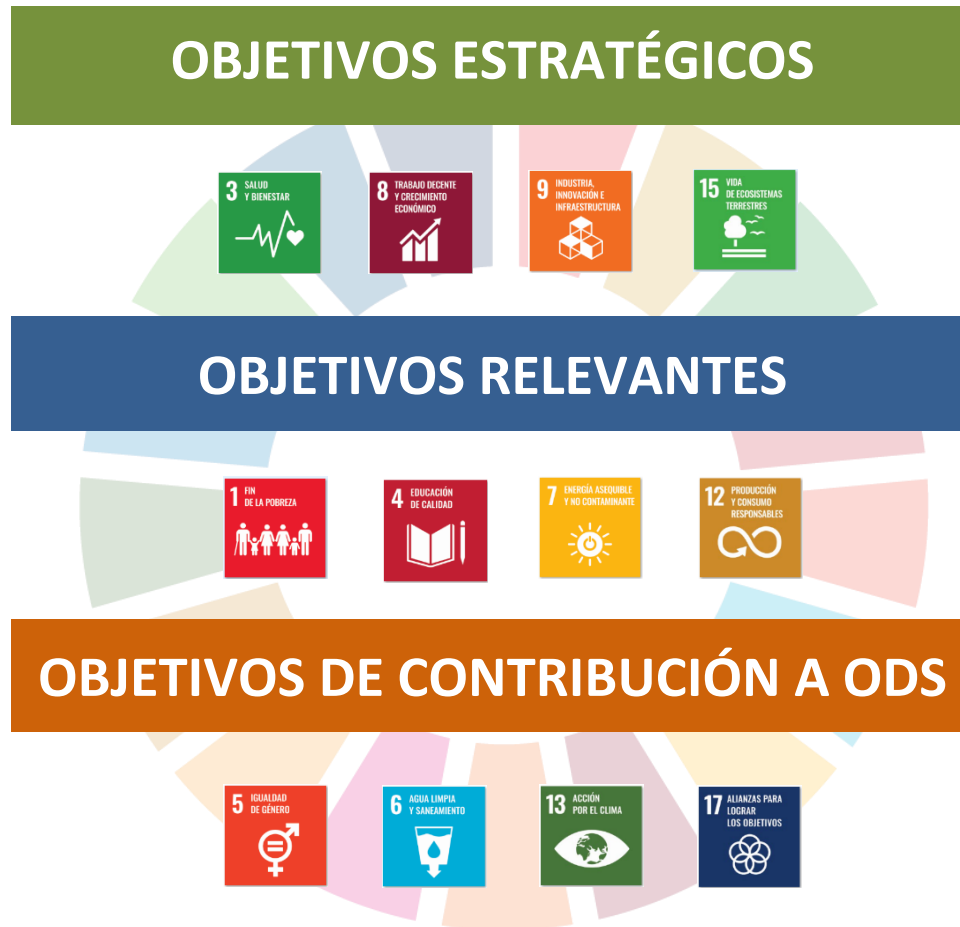 OBJETIVOS ESTRATÉGICOS
3 SALUD
Y BIENESTAR
8 TRABAJO DECENTE
Y CRECIMIENTO
ECONÓMICO
9 INDUSTRIA,
INNOVACIÓN E
INFRAESTRUCTURA
15 VIDA
DE ECOSISTEMAS
TERRESTRES
OBJETIVOS RELEVANTES
1 FIN
DE LA POBREZA
4 EDUCACIÓN
DE CALIDAD
7 ENERGÍA ASEQUIBLE
Y NO CONTAMINANTE
12 PRODUCCIÓN
Y CONSUMO
RESPONSABLES
OBJETIVOS DE CONTRIBUCIÓN A ODS
5 IGUALDAD
DE GÉNERO
6 AGUA LIMPIA
Y SANEAMIENTO
13 ACCIÓN
POR EL CLIMA
17 ALIANZAS PARA
LOGRAR
LOS OBJETIVOS